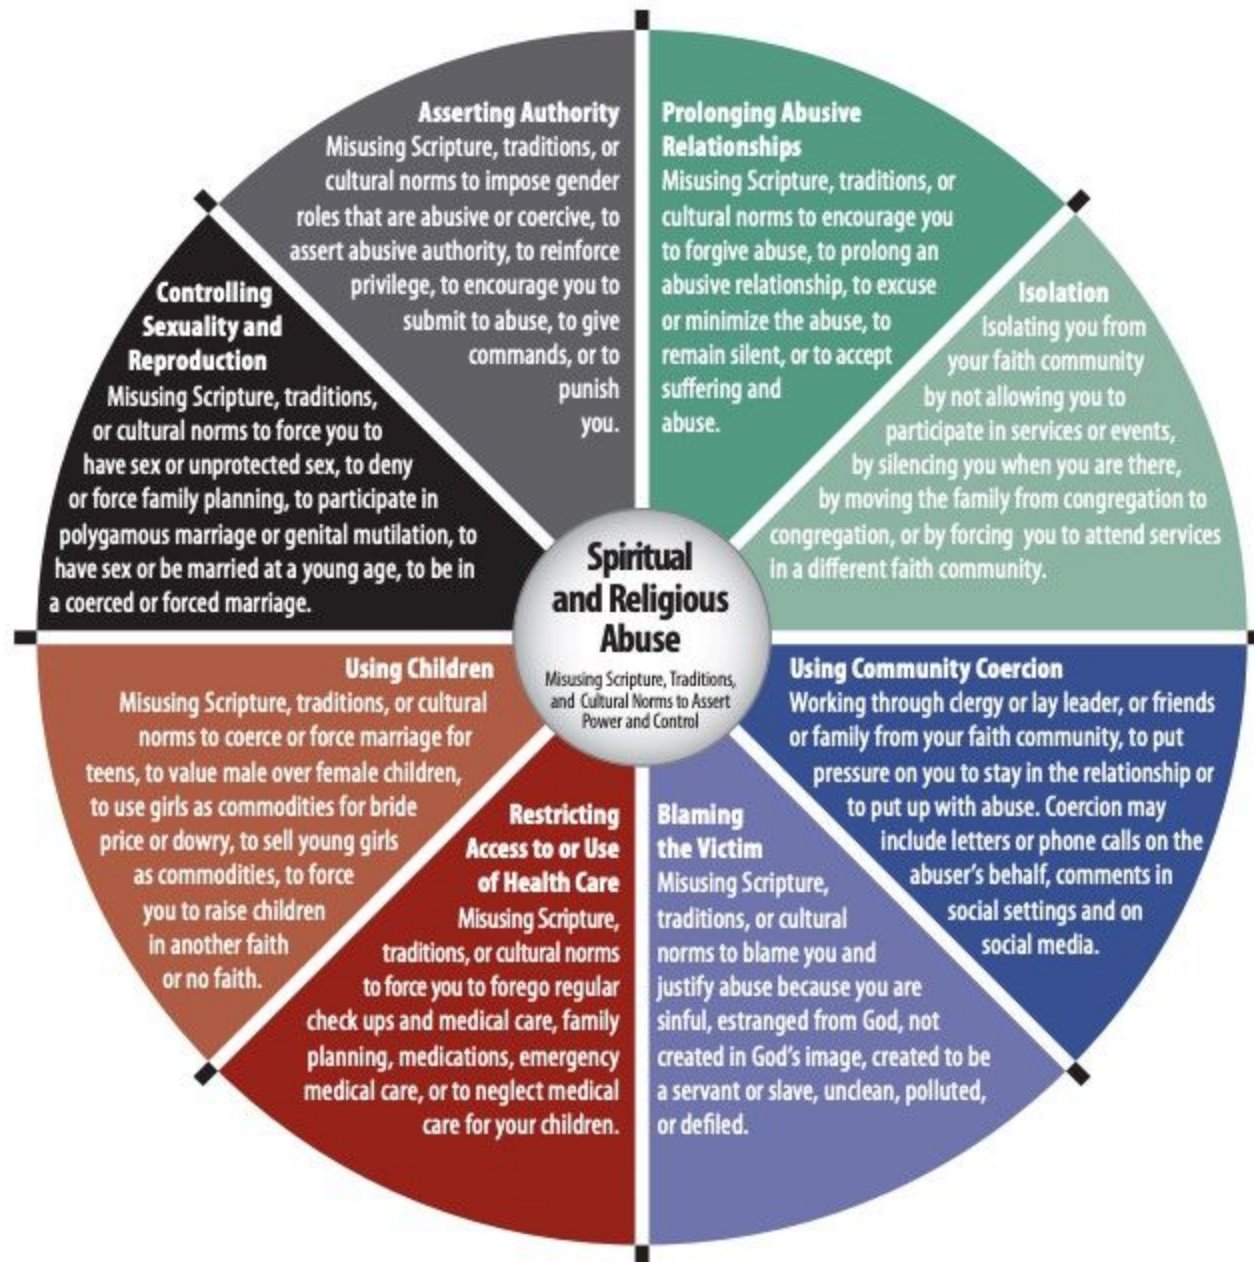 Asserting Authority
Misusing Scripture, traditions, or
cultural norms to impose gender
roles that are abusive or coercive, to
assert abusive authority, to reinforce
privilege, to encourage you to
submit to abuse, to give
commands, or to
punish
you.
Prolonging Abusive
Relationships
Misusing Scripture, traditions, or
cultural norms to encourage you
to forgive abuse, to prolong an
abusive relationship, to excuse
or minimize the abuse, to
remain silent, or to accept
suffering and
abuse.
Isolation
Isolating you from
your faith community
by not allowing you to
participate in services or events,
by silencing you when you are there,
by moving the family from congregation to
congregation, or by forcing you to attend services
in a different faith community.
Using Community Coercion
Working through clergy or lay leader, or friends
or family from your faith community, to put
pressure on you to stay in the relationship or
to put up with abuse. Coercion may
include letters or phone calls on the
abuser's behalf, comments in
social settings and on
social media.
Blaming
the Victim
Misusing Scripture,
traditions, or cultural
norms to blame you and
justify abuse because you are
sinful, estranged from God, not
created in God's image, created to be
a servant or slave, unclean, polluted,
or defiled.
Restricting
Access to or Use
of Health Care
Misusing Scripture,
traditions, or cultural norms
to force you to forego regular
check ups and medical care, family
planning, medications, emergency
medical care, or to neglect medical
care for your children.
Using Children
Misusing Scripture, traditions, or cultural
norms to coerce or force marriage for
teens, to value male over female children,
to use girls as commodities for bride
price or dowry, to sell young girls
as commodities, to force
you to raise children
in another faith
or no faith.
Controlling
Sexuality and
Reproduction
Misusing Scripture, traditions,
or cultural norms to force you to
have sex or unprotected sex, to deny
or force family planning, to participate in
polygamous marriage or genital mutilation, to
have sex or be married at a young age, to be in
a coerced or forced marriage.
Spiritual
and Religious
Abuse
Misusing Scripture, Traditions,
and Cultural Norms to Assert
Power and Control